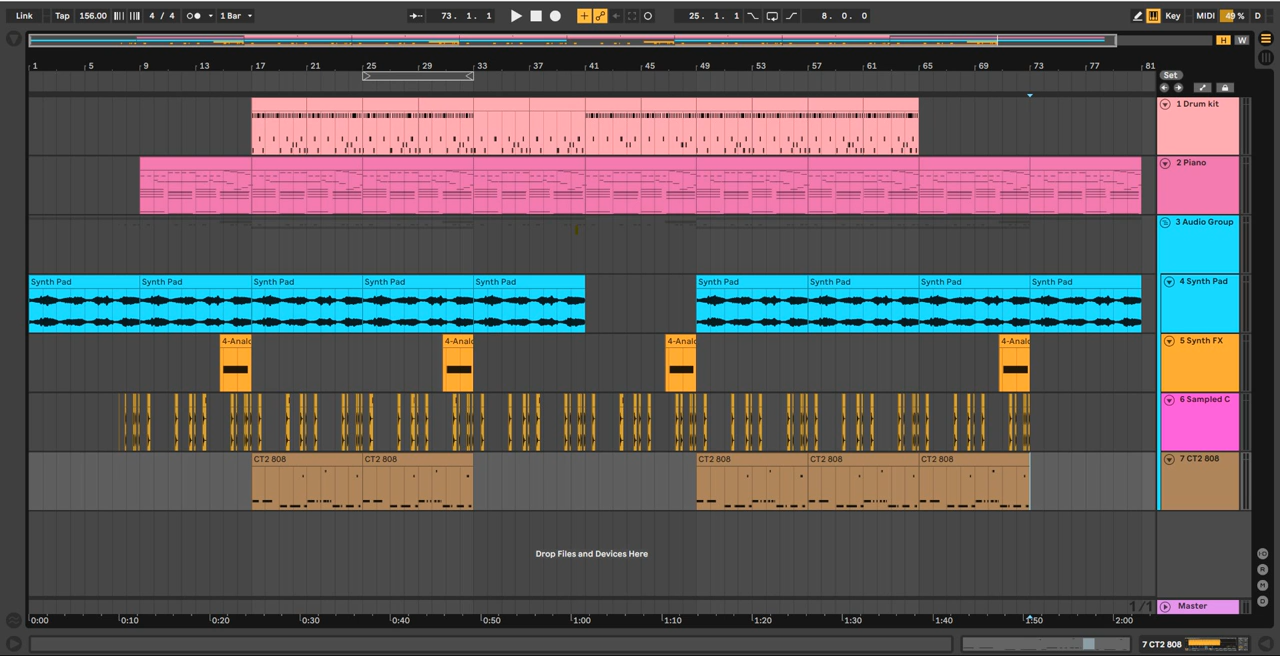 Link Tap 156.00 4 / 4 1 Bar 73. 1. 1 25. 1. 1 8. 0. 0 Key MIDI 49 % D
H W
1 5 9 13 17 21 25 29 33 37 41 45 49 53 57 61 65 69 73 77 81
Set
1 Drum kit
2 Piano
3 Audio Group
Synth Pad Synth Pad Synth Pad Synth Pad Synth Pad Synth Pad Synth Pad Synth Pad Synth Pad 4 Synth Pad
4-Analo 4-Analo 4-Analo 4-Analo 5 Synth FX
6 Sampled C
CT2 808 CT2 808 CT2 808 CT2 808 CT2 808 7 CT2 808
Drop Files and Devices Here
1/1 Master
0:00 0:10 0:20 0:30 0:40 0:50 1:10 1:20 1:30 1:40 1:50 2:00
7 CT2 808